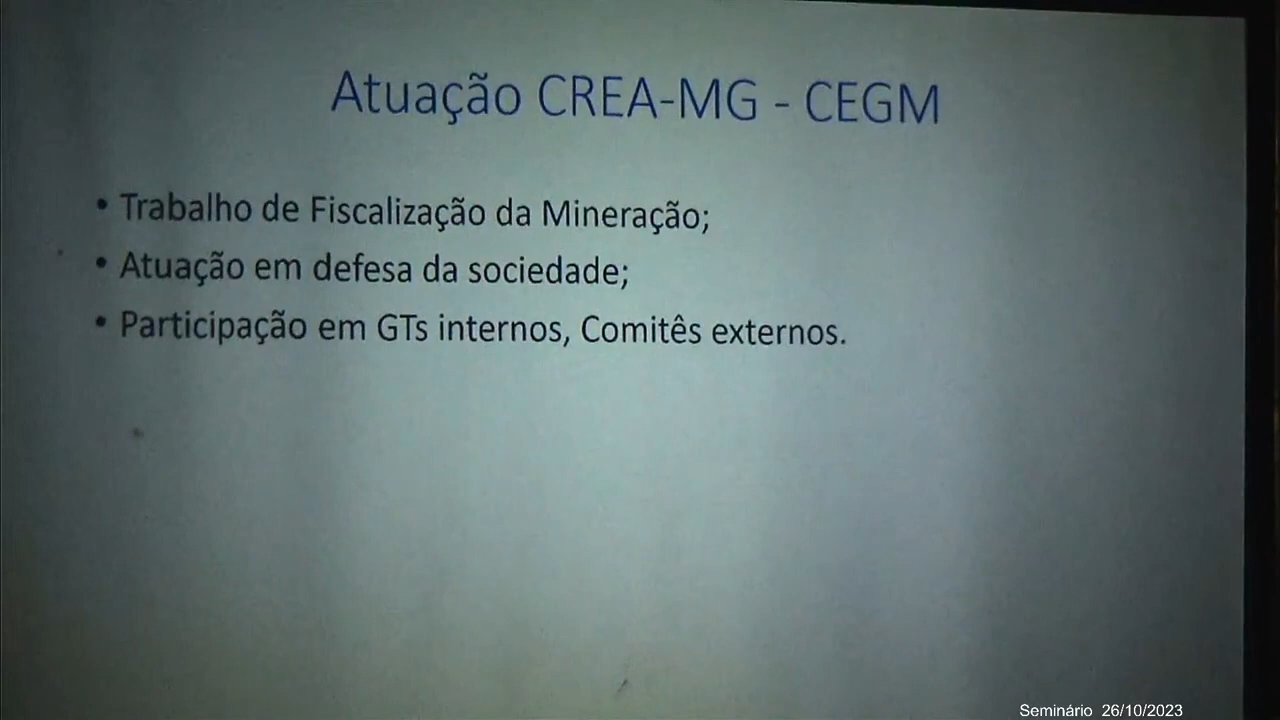 Atuação CREA-MG - CEGM
• Trabalho de Fiscalização da Mineração;
• Atuação em defesa da sociedade;
• Participação em GTs internos, Comitês externos.
Seminário 26/10/2023